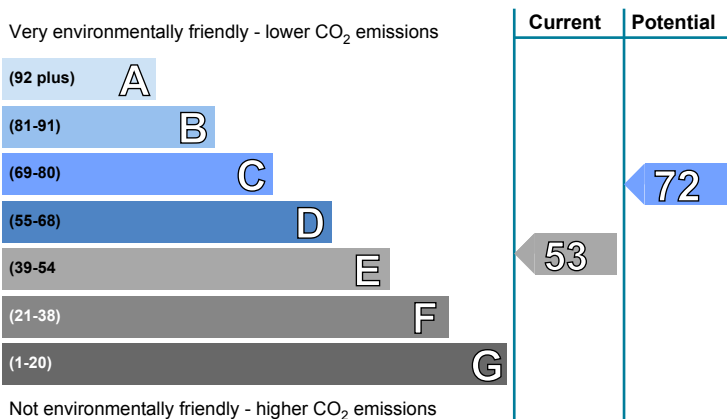 Current Potential
Very environmentally friendly - lower CO2 emissions
(92 plus) A
(81-91) B
(69-80) C
72
(55-68) D
53
(39-54 E
(21-38) F
(1-20) G
Not environmentally friendly - higher CO2 emissions